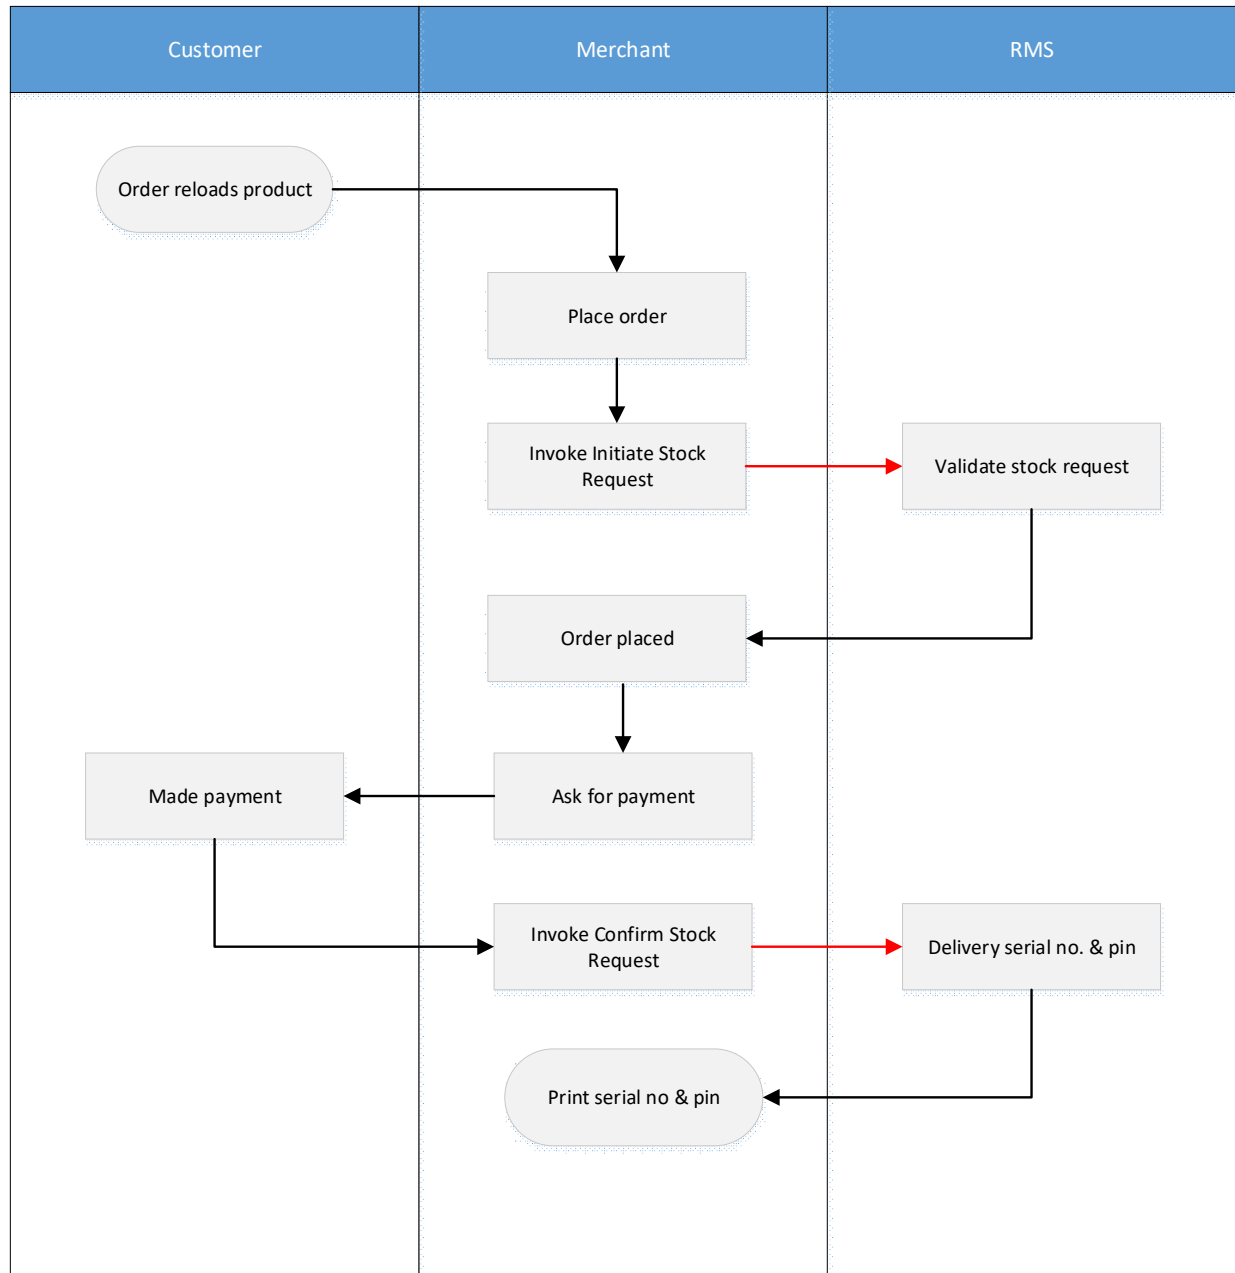 Customer
Merchant
RMS
Order reloads product
Place order
Invoke Initiate Stock
Request
Validate stock request
Order placed
Made payment
Ask for payment
Invoke Confirm Stock
Request
Delivery serial no. & pin
Print serial no & pin